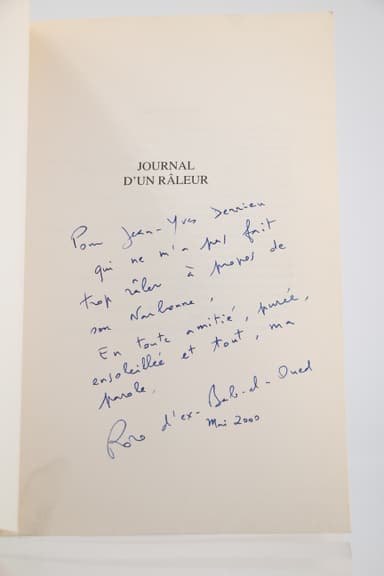 JOURNAL
D'UN RÂLEUR
Pour Jean-Yves Derrien
qui ne m'a pas fait
trop râler à propos de
son Narbonne,
En toute amitié, purée,
ensoleillée et tout, ma
parole.
Roro d'ex-Bab-el-Oued
Mai 2000